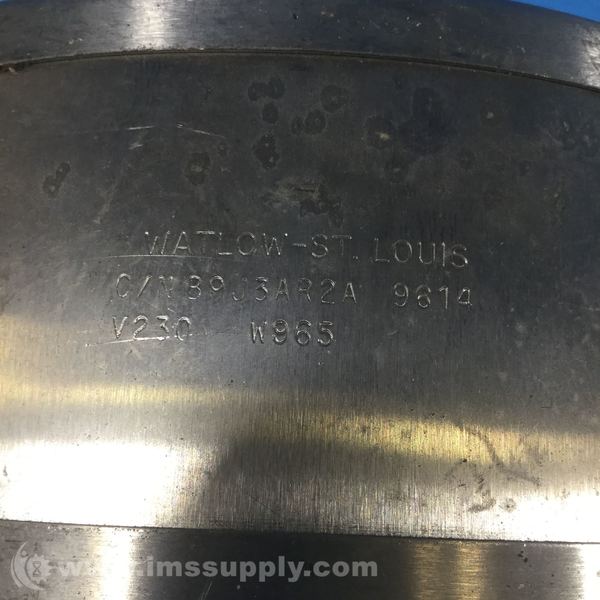 WATLOW-ST. LOUIS
C/N B9J3AR2A 9614
V230 W965
www.imssupply.com